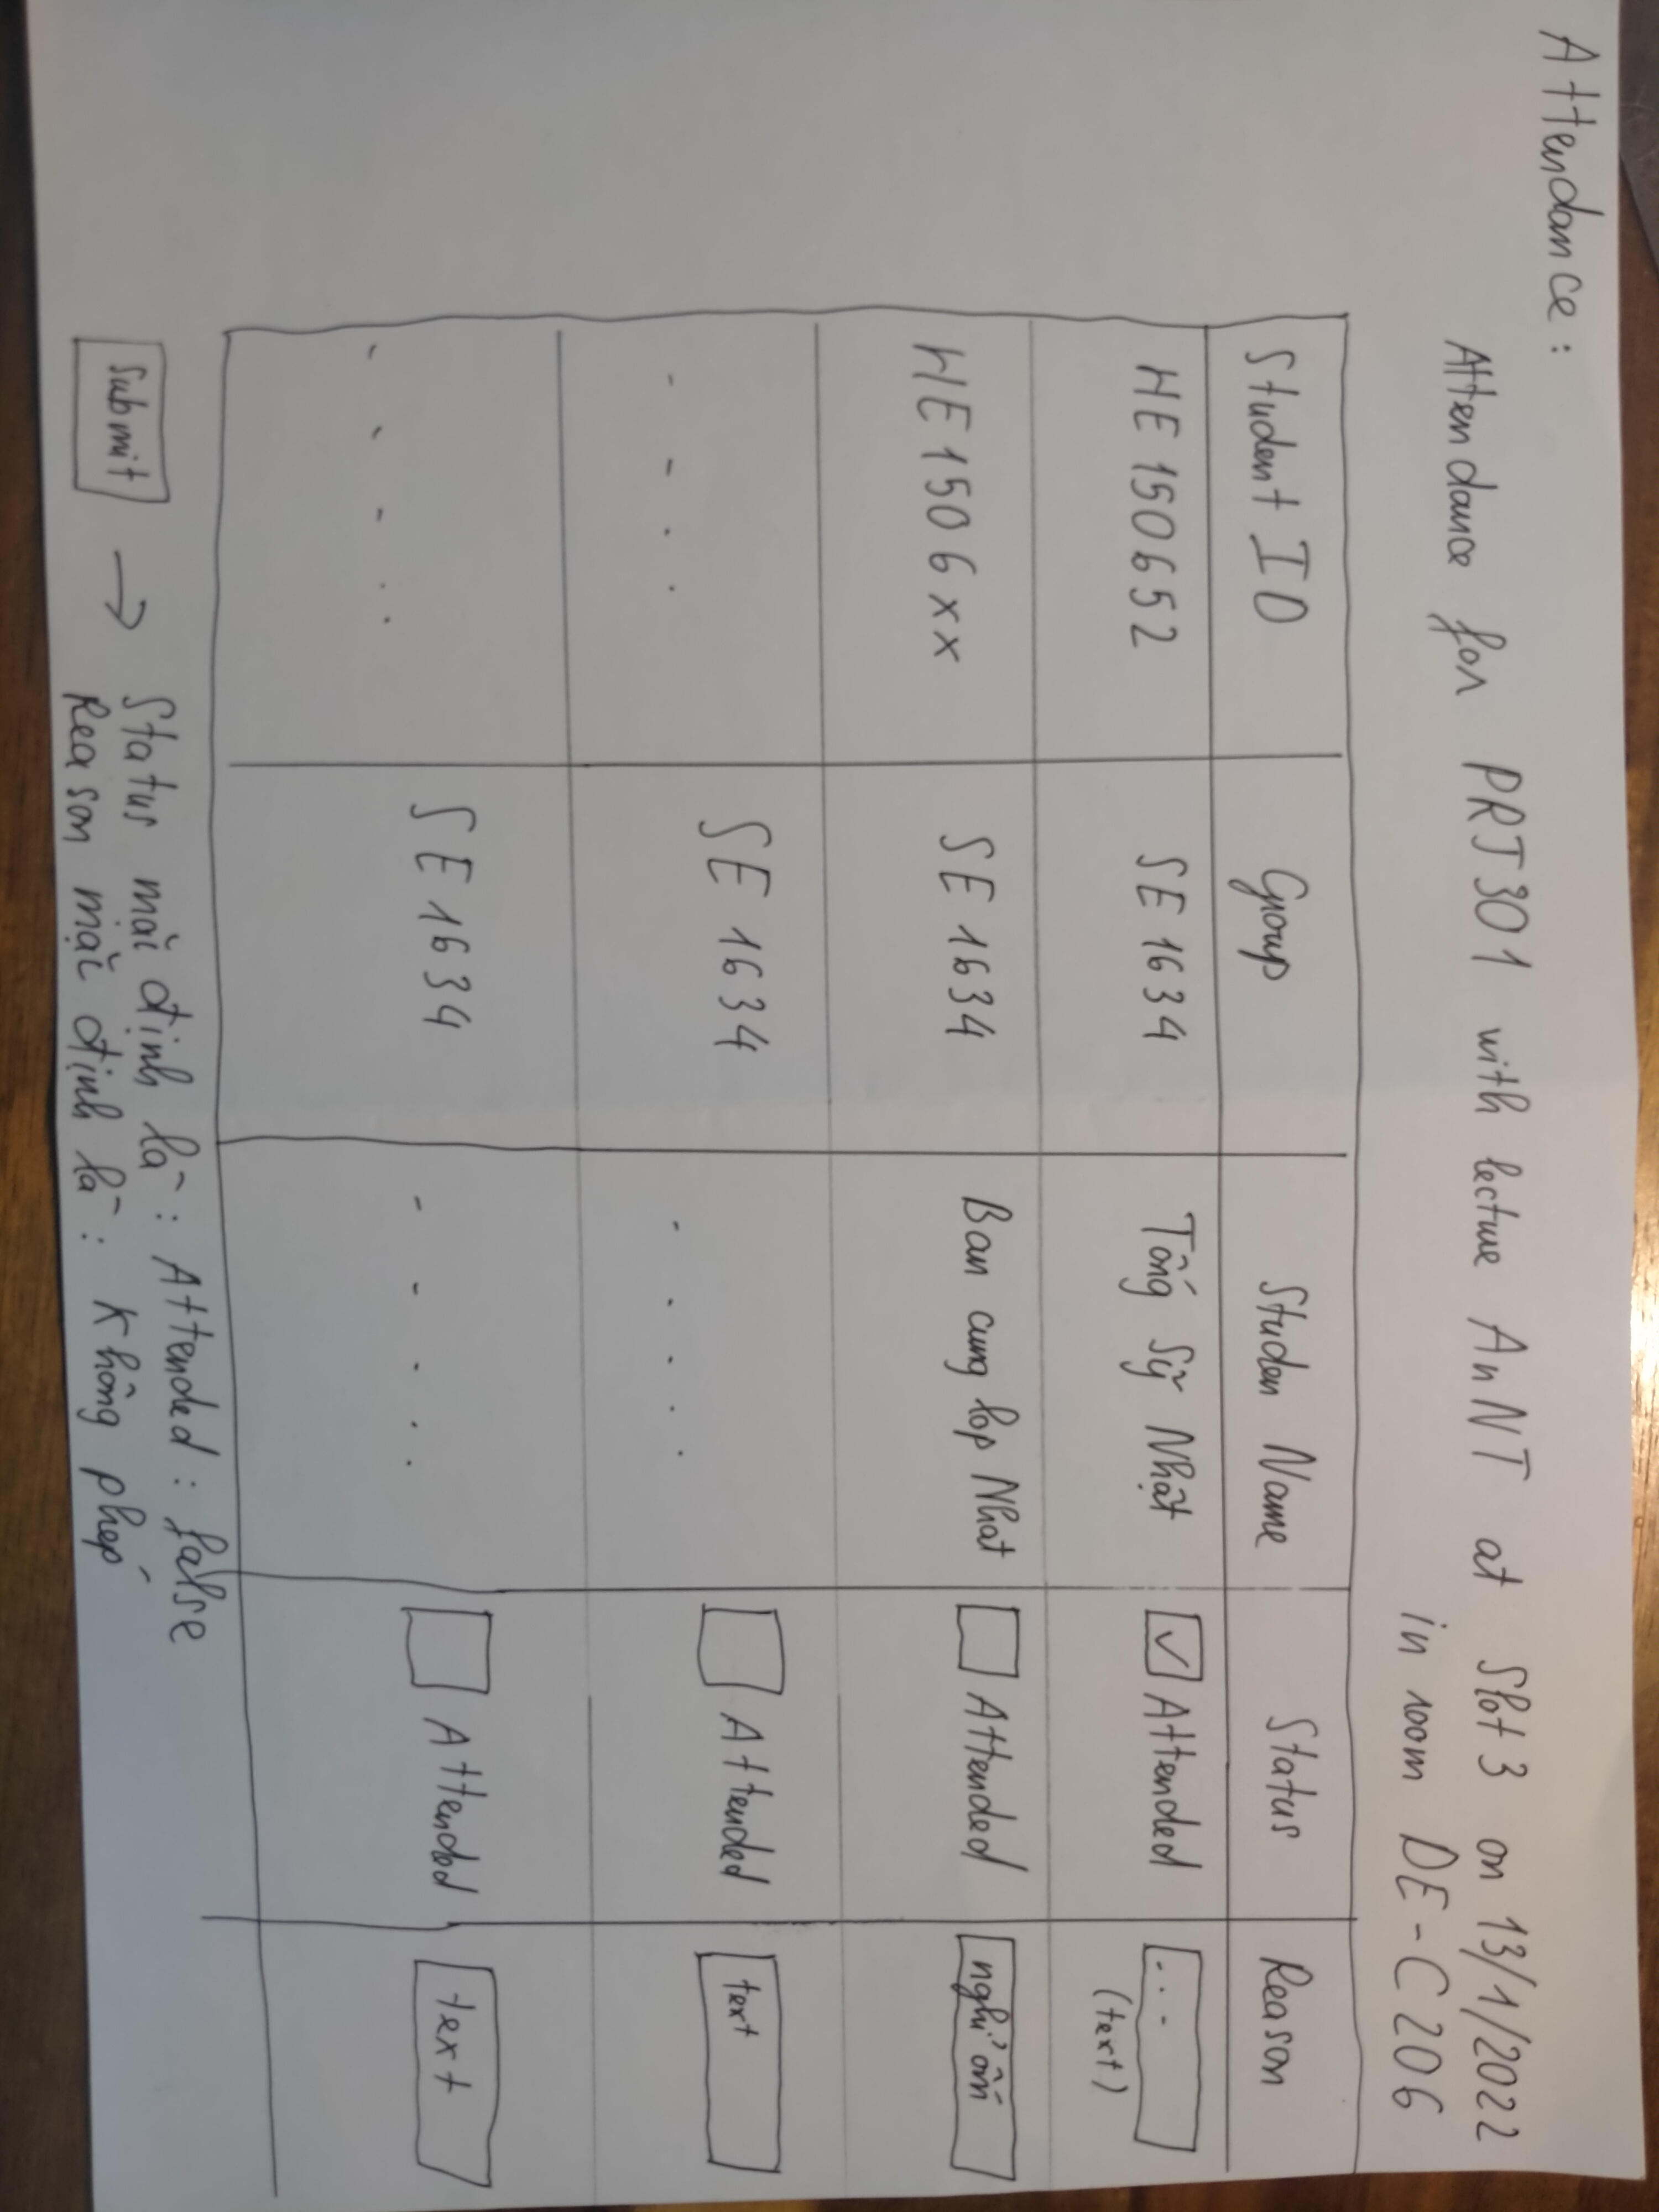 Attendance:
Attendance for PRJ301 with lecture AnNT at Slot 3 on 13/1/2022
in room DE-C206
Student ID Group Studen Name Status Reason
HE150652 SE1634 Tống Sỹ Nhật ✓ Attended ...
(text)
HE1506xx SE1634 Ban cung lop Nhat Attended nghỉ ốm
.... SE1634 ..... Attended text
..... SE1634 ..... Attended text
Submit → Status mặc định là: Attended: false
Reason mặc định là: Không phép